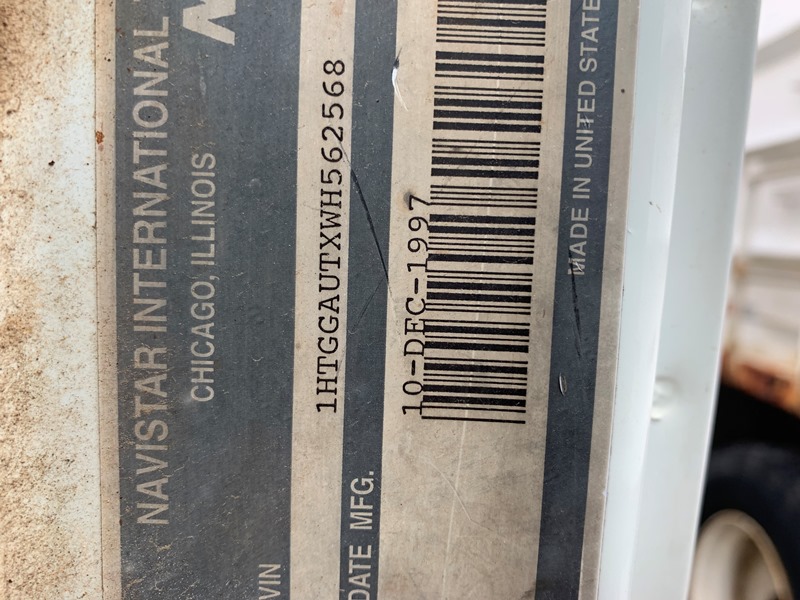 NAVISTAR INTERNATIONAL
CHICAGO, ILLINOIS
VIN
1HTGGAUTXWH562568
DATE MFG.
10-DEC-1997
MADE IN UNITED STATE